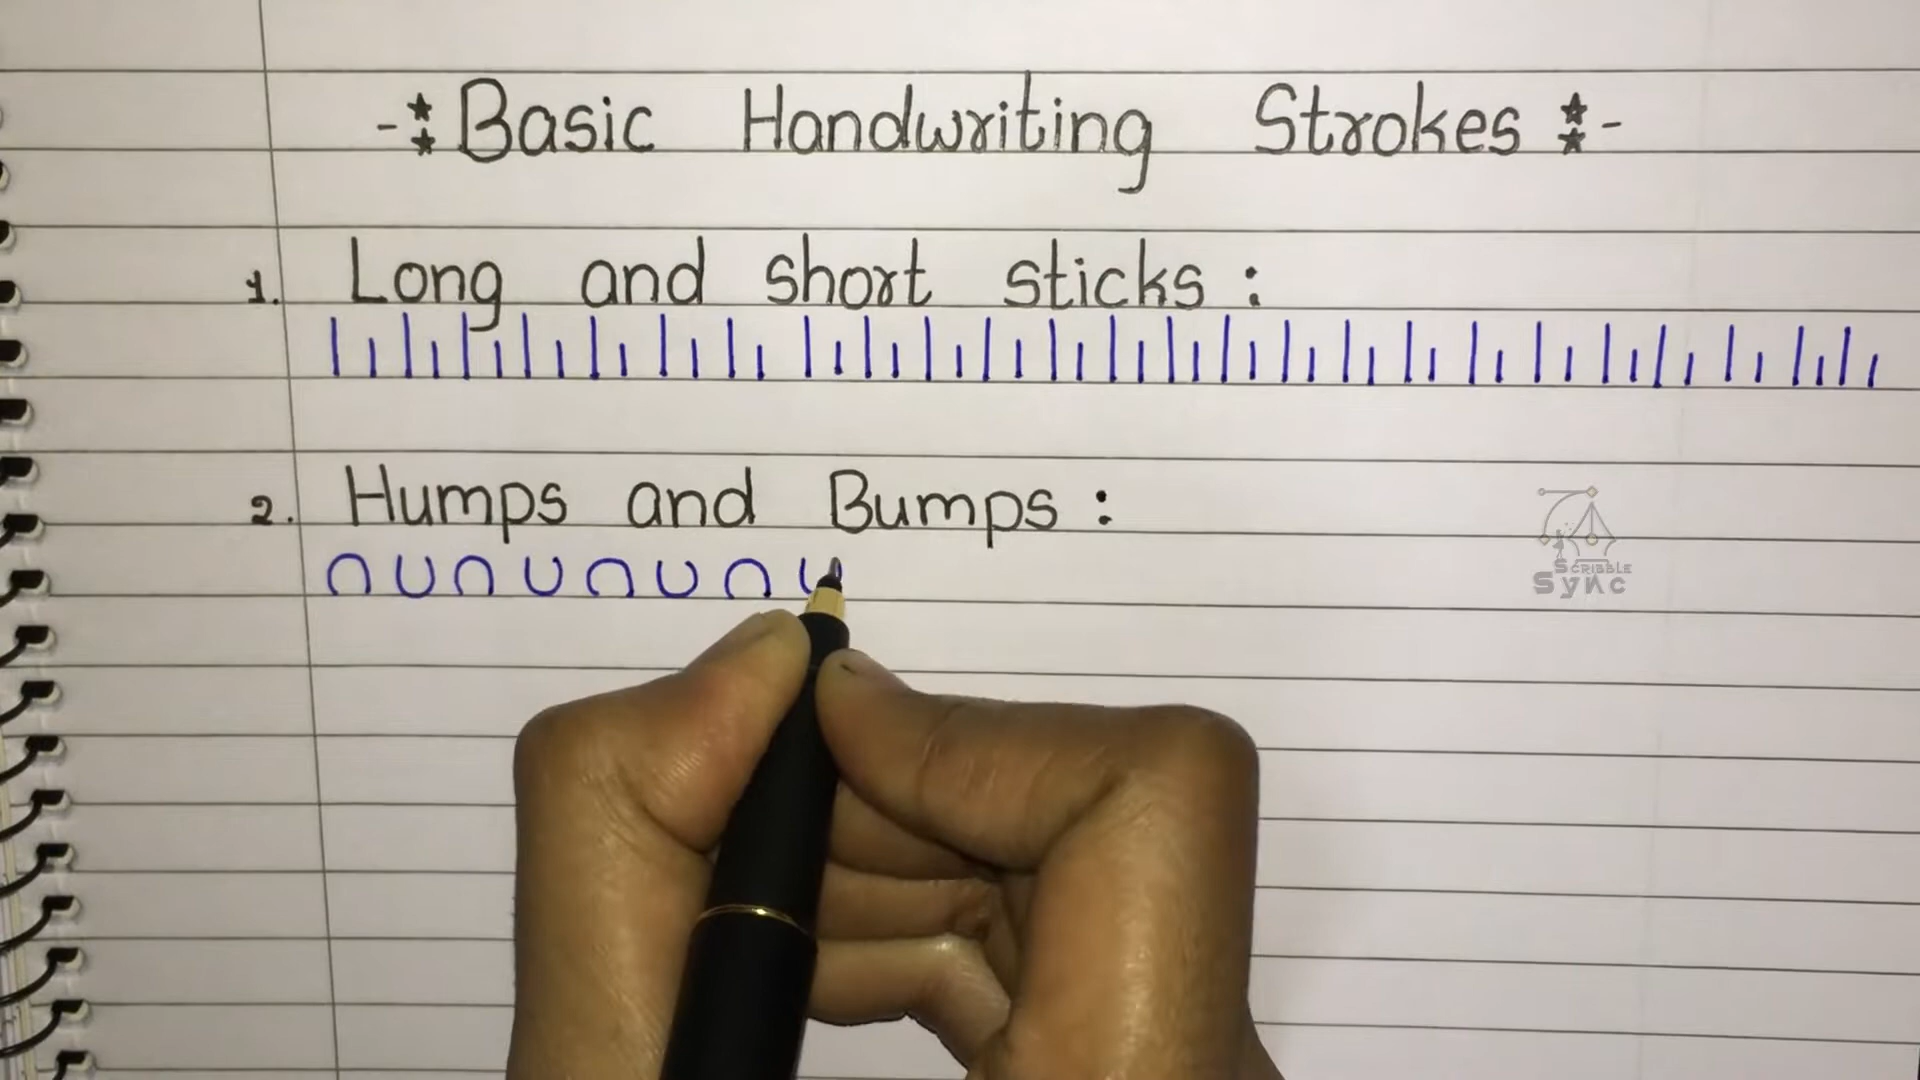 -: Basic Handwriting Strokes :-
1. Long and short sticks :
2. Humps and Bumps :
SCRIBBLE
Sync